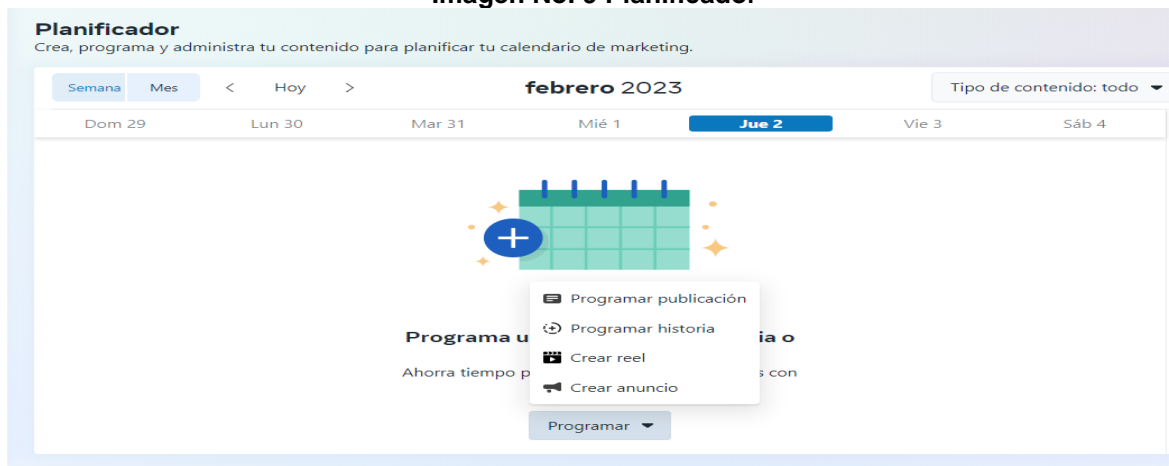 Planificador
Crea, programa y administra tu contenido para planificar tu calendario de marketing.
Semana Mes < Hoy > febrero 2023 Tipo de contenido: todo
Dom 29 Lun 30 Mar 31 Mié 1 Jue 2 Vie 3 Sáb 4
Programar publicación
Programar historia
Programa u ia o
Crear reel
Ahorra tiempo p s con
Crear anuncio
Programar